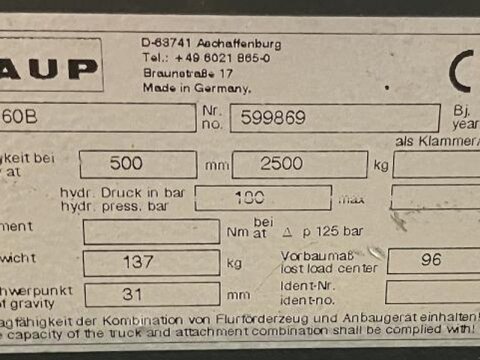 AUP
D-63741 Aschaffenburg
Tel.: +49 6021 865-0
Braunstraße 17
Made in Germany.
60B
Nr. no. 599869
Bj. year
als Klammer/
gkeit bei
at 500 mm 2500 kg
hydr. Druck in bar
hydr. press. bar 100 max
ment Nm bei at Δ p 125 bar
wicht 137 kg Vorbaumaß lost load center 96
hwerpunkt
of gravity 31 mm Ident-Nr. ident-no.
agfähigkeit der Kombination von Flurförderzeug und Anbaugerät einhalten!
e capacity of the truck and attachment combination shall be complied with!